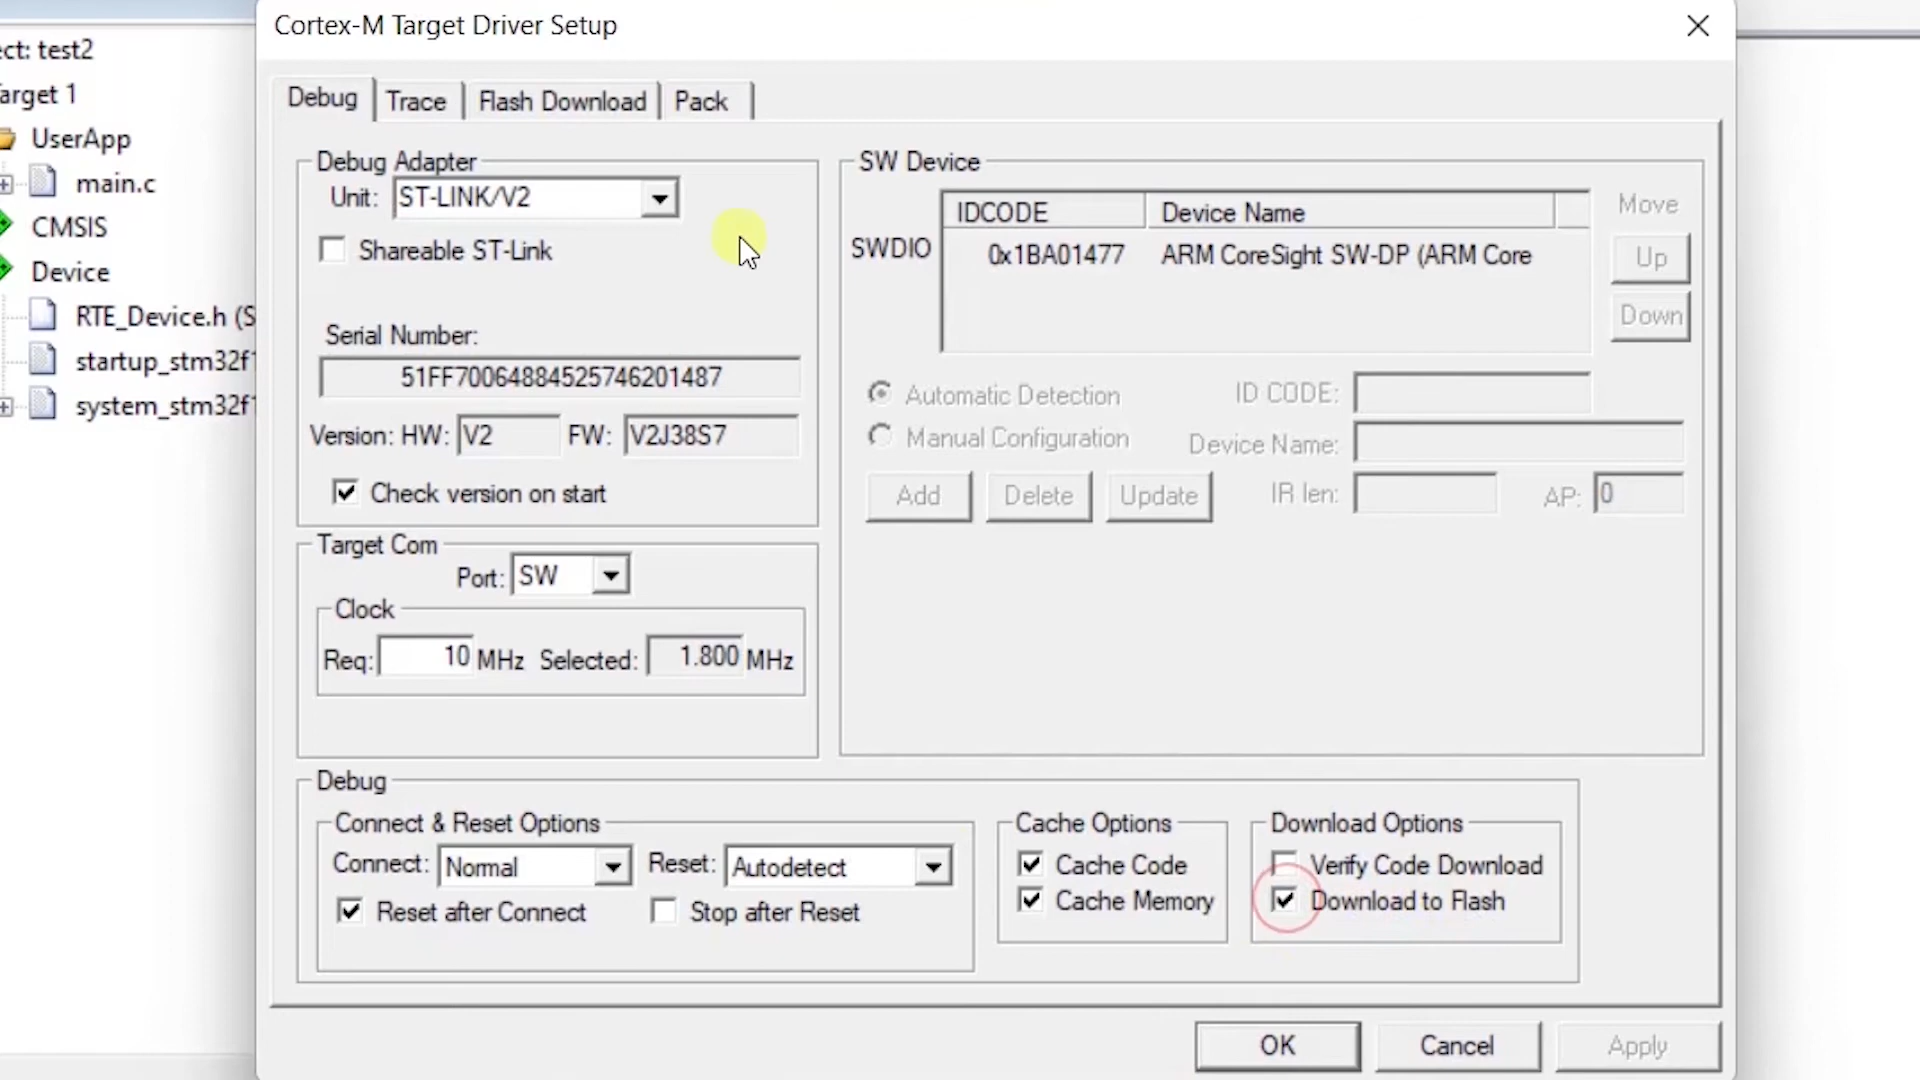 Cortex-M Target Driver Setup
ect: test2
arget 1
UserApp
main.c
CMSIS
Device
RTE_Device.h (S
startup_stm32f1
system_stm32f1
Debug
Trace
Flash Download
Pack
Debug Adapter
Unit: ST-LINK/V2
Shareable ST-Link
Serial Number:
51FF70064884525746201487
Version: HW: V2 FW: V2J38S7
Check version on start
Target Com
Port: SW
Clock
Req: 10 MHz Selected: 1.800 MHz
SW Device
IDCODE Device Name
SWDIO 0x1BA01477 ARM CoreSight SW-DP (ARM Core
Move
Up
Down
Automatic Detection
Manual Configuration
ID CODE:
Device Name:
Add Delete Update
IR len:
AP: 0
Debug
Connect & Reset Options
Connect: Normal Reset: Autodetect
Reset after Connect Stop after Reset
Cache Options
Cache Code
Cache Memory
Download Options
Verify Code Download
Download to Flash
OK Cancel Apply